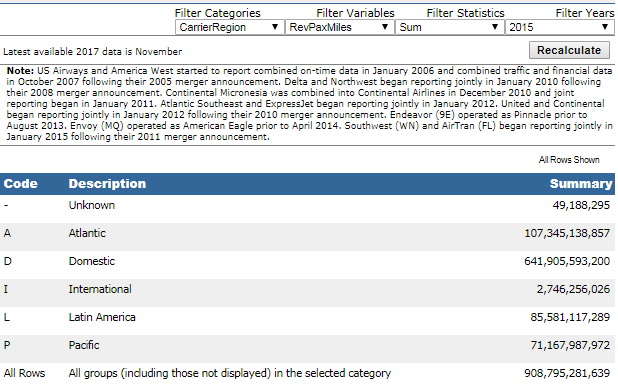 Filter Categories Filter Variables Filter Statistics Filter Years
CarrierRegion RevPaxMiles Sum 2015
Latest available 2017 data is November Recalculate
Note: US Airways and America West started to report combined on-time data in January 2006 and combined traffic and financial data
in October 2007 following their 2005 merger announcement. Delta and Northwest began reporting jointly in January 2010 following
their 2008 merger announcement. Continental Micronesia was combined into Continental Airlines in December 2010 and joint
reporting began in January 2011. Atlantic Southeast and ExpressJet began reporting jointly in January 2012. United and Continental
began reporting jointly in January 2012 following their 2010 merger announcement. Endeavor (9E) operated as Pinnacle prior to
August 2013. Envoy (MQ) operated as American Eagle prior to April 2014. Southwest (WN) and AirTran (FL) began reporting jointly in
January 2015 following their 2011 merger announcement.
All Rows Shown
Code Description Summary
- Unknown 49,188,295
A Atlantic 107,345,138,857
D Domestic 641,905,593,200
I International 2,746,256,026
L Latin America 85,581,117,289
P Pacific 71,167,987,972
All Rows All groups (including those not displayed) in the selected category 908,795,281,639